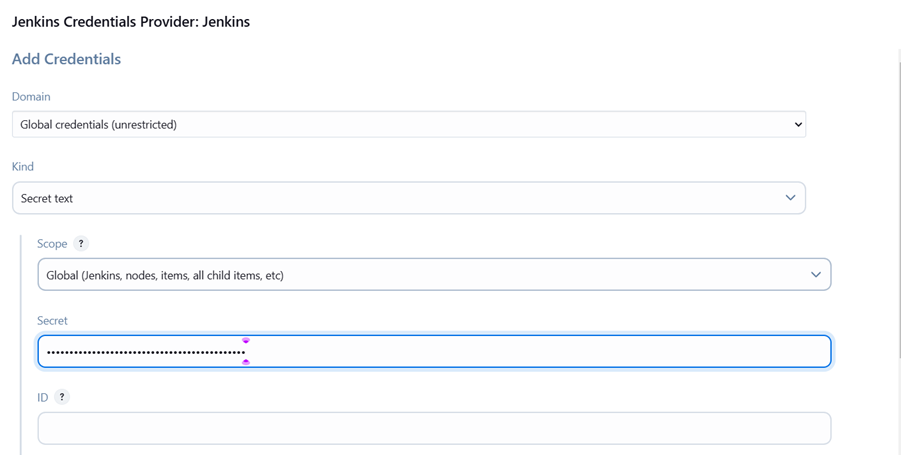 Jenkins Credentials Provider: Jenkins
Add Credentials
Domain
Global credentials (unrestricted)
Kind
Secret text
Scope ?
Global (Jenkins, nodes, items, all child items, etc)
Secret
••••••••••••••••••••••••••••••••••••••••••••
ID ?